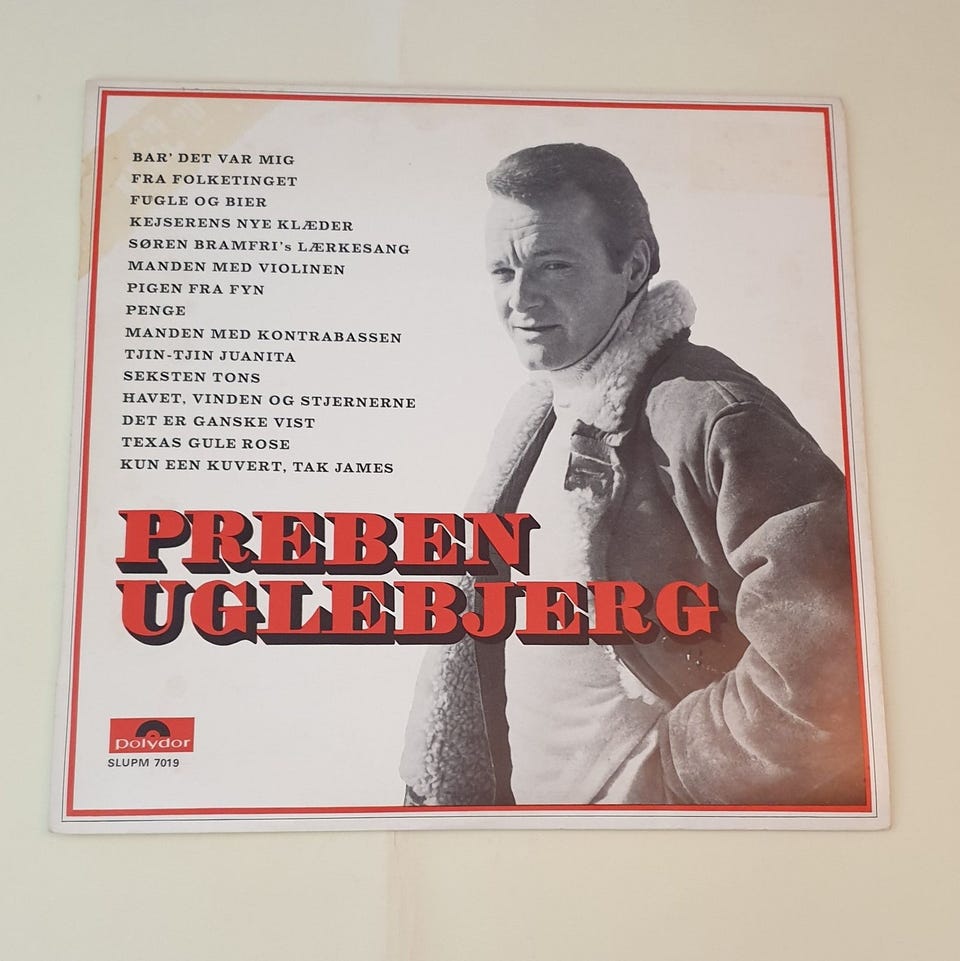 BAR' DET VAR MIG
FRA FOLKETINGET
FUGLE OG BIER
KEJSERENS NYE KLÆDER
SØREN BRAMFRI's LÆRKESANG
MANDEN MED VIOLINEN
PIGEN FRA FYN
PENGE
MANDEN MED KONTRABASSEN
TJIN-TJIN JUANITA
SEKSTEN TONS
HAVET, VINDEN OG STJERNERNE
DET ER GANSKE VIST
TEXAS GULE ROSE
KUN EEN KUVERT, TAK JAMES
PREBEN
UGLEBJERG
polydor
SLUPM 7019